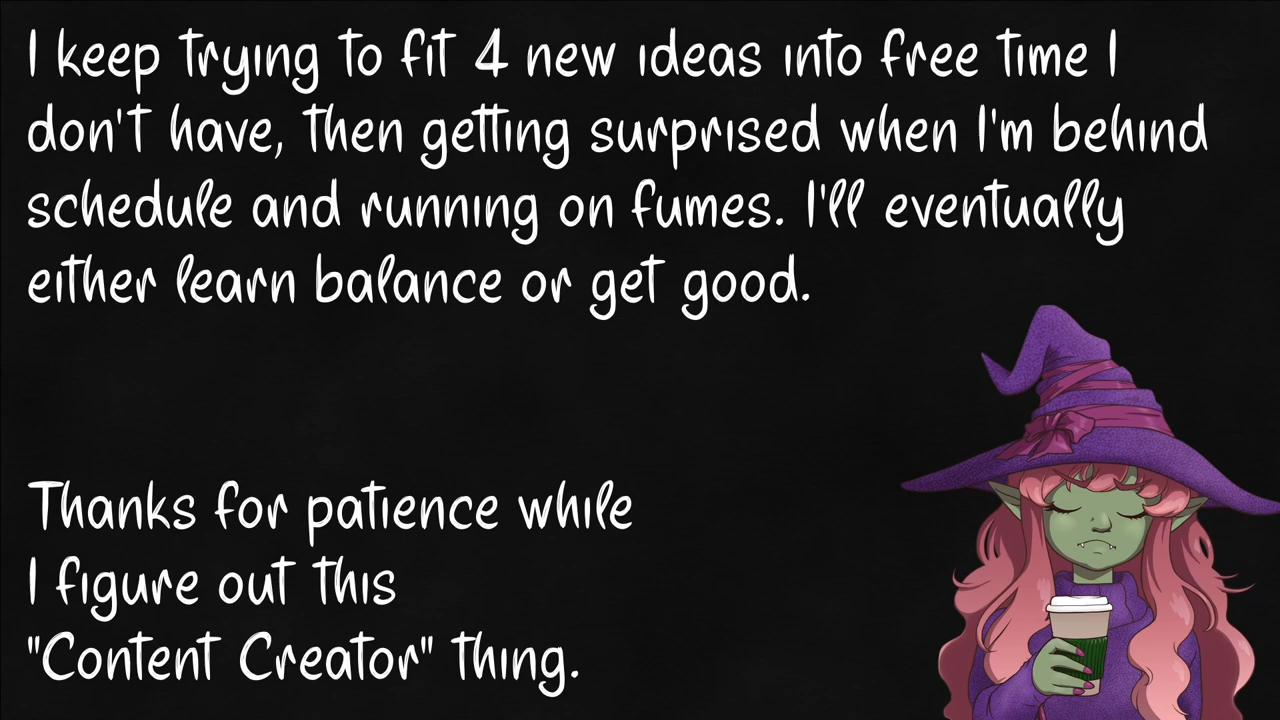 I keep trying to fit 4 new ideas into free time I
don't have, then getting surprised when I'm behind
schedule and running on fumes. I'll eventually
either learn balance or get good.
Thanks for patience while
I figure out this
"Content Creator" thing.